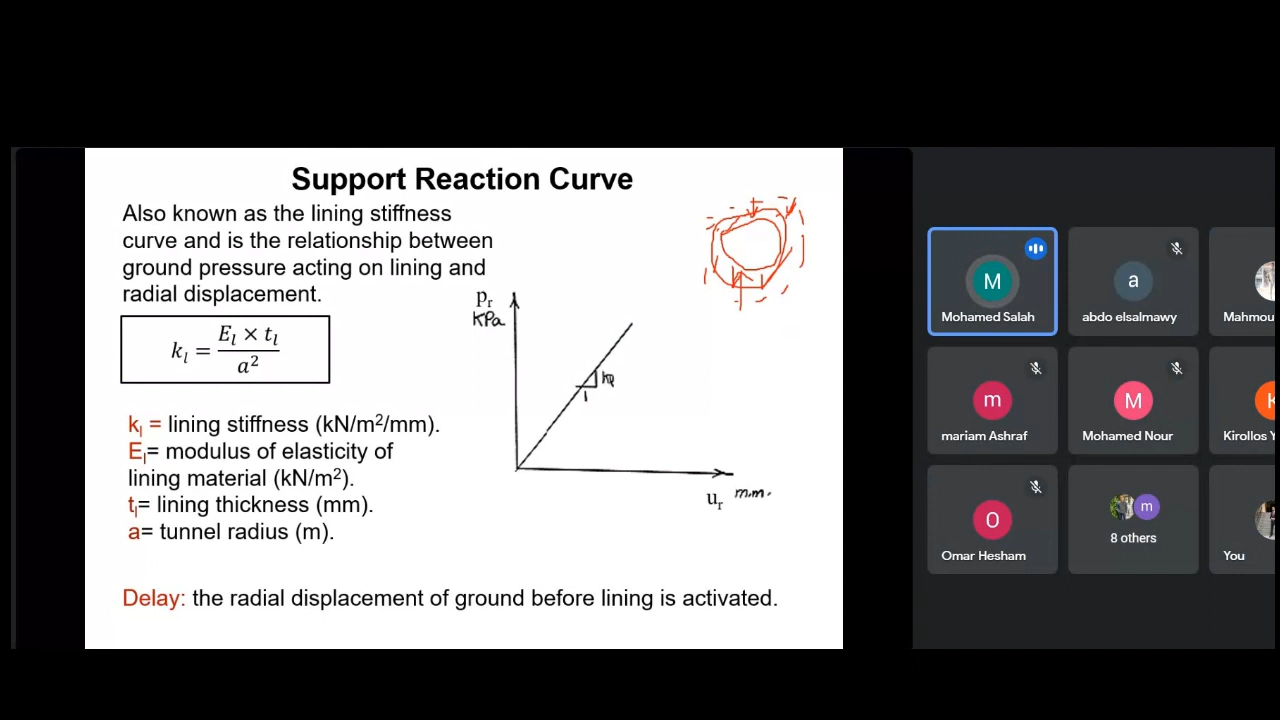 Support Reaction Curve
Also known as the lining stiffness
curve and is the relationship between
ground pressure acting on lining and
radial displacement.
kₗ = Eₗ × tₗ / a²
kₗ = lining stiffness (kN/m²/mm).
Eₗ= modulus of elasticity of
lining material (kN/m²).
tₗ= lining thickness (mm).
a= tunnel radius (m).
pᵣ
KPa
kl
1
uᵣ m.m.
Delay: the radial displacement of ground before lining is activated.
M
Mohamed Salah
a
abdo elsalmawy
Mahmou
m
mariam Ashraf
M
Mohamed Nour
K
Kirollos Y
O
Omar Hesham
m
8 others
You